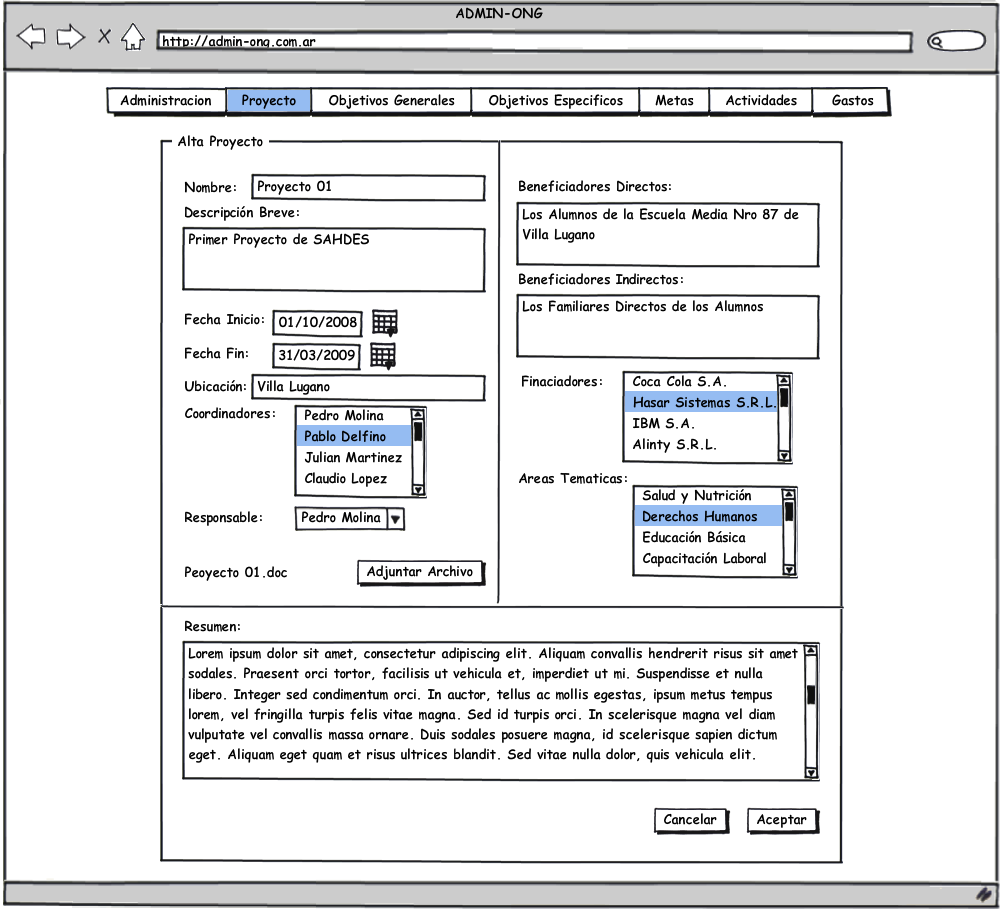 ADMIN-ONG
http://admin-ong.com.ar
Administracion Proyecto Objetivos Generales Objetivos Especificos Metas Actividades Gastos
Alta Proyecto
Nombre: Proyecto 01
Descripción Breve:
Primer Proyecto de SAHDES
Fecha Inicio: 01/10/2008
Fecha Fin: 31/03/2009
Ubicación: Villa Lugano
Coordinadores: Pedro Molina
Pablo Delfino
Julian Martinez
Claudio Lopez
Responsable: Pedro Molina
Peoyecto 01.doc Adjuntar Archivo
Beneficiadores Directos:
Los Alumnos de la Escuela Media Nro 87 de
Villa Lugano
Beneficiadores Indirectos:
Los Familiares Directos de los Alumnos
Finaciadores: Coca Cola S.A.
Hasar Sistemas S.R.L.
IBM S.A.
Alinty S.R.L.
Areas Tematicas:
Salud y Nutrición
Derechos Humanos
Educación Básica
Capacitación Laboral
Resumen:
Lorem ipsum dolor sit amet, consectetur adipiscing elit. Aliquam convallis hendrerit risus sit amet
sodales. Praesent orci tortor, facilisis ut vehicula et, imperdiet ut mi. Suspendisse et nulla
libero. Integer sed condimentum orci. In auctor, tellus ac mollis egestas, ipsum metus tempus
lorem, vel fringilla turpis felis vitae magna. Sed id turpis orci. In scelerisque magna vel diam
vulputate vel convallis massa ornare. Duis sodales posuere magna, id scelerisque sapien dictum
eget. Aliquam eget quam et risus ultrices blandit. Sed vitae nulla dolor, quis vehicula elit.
Cancelar Aceptar